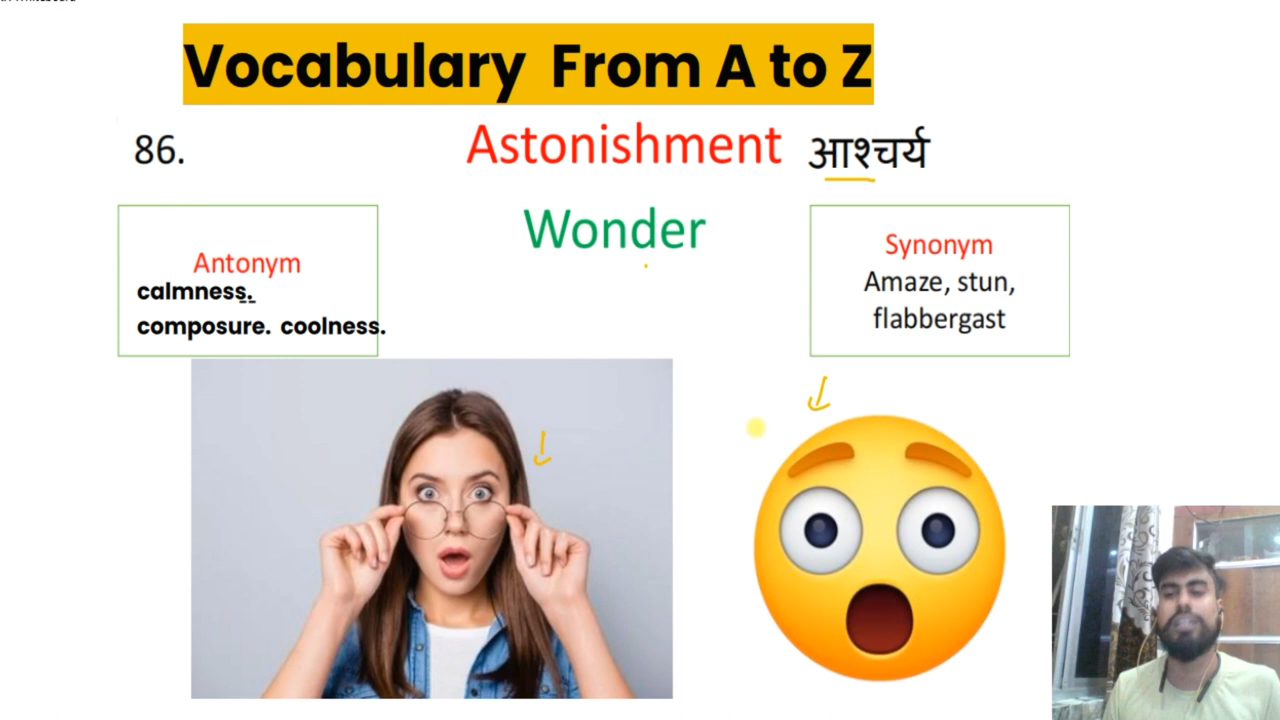 Vocabulary From A to Z
86.
Astonishment आश्चर्य
Wonder
Antonym
calmness.
composure. coolness.
Synonym
Amaze, stun,
flabbergast